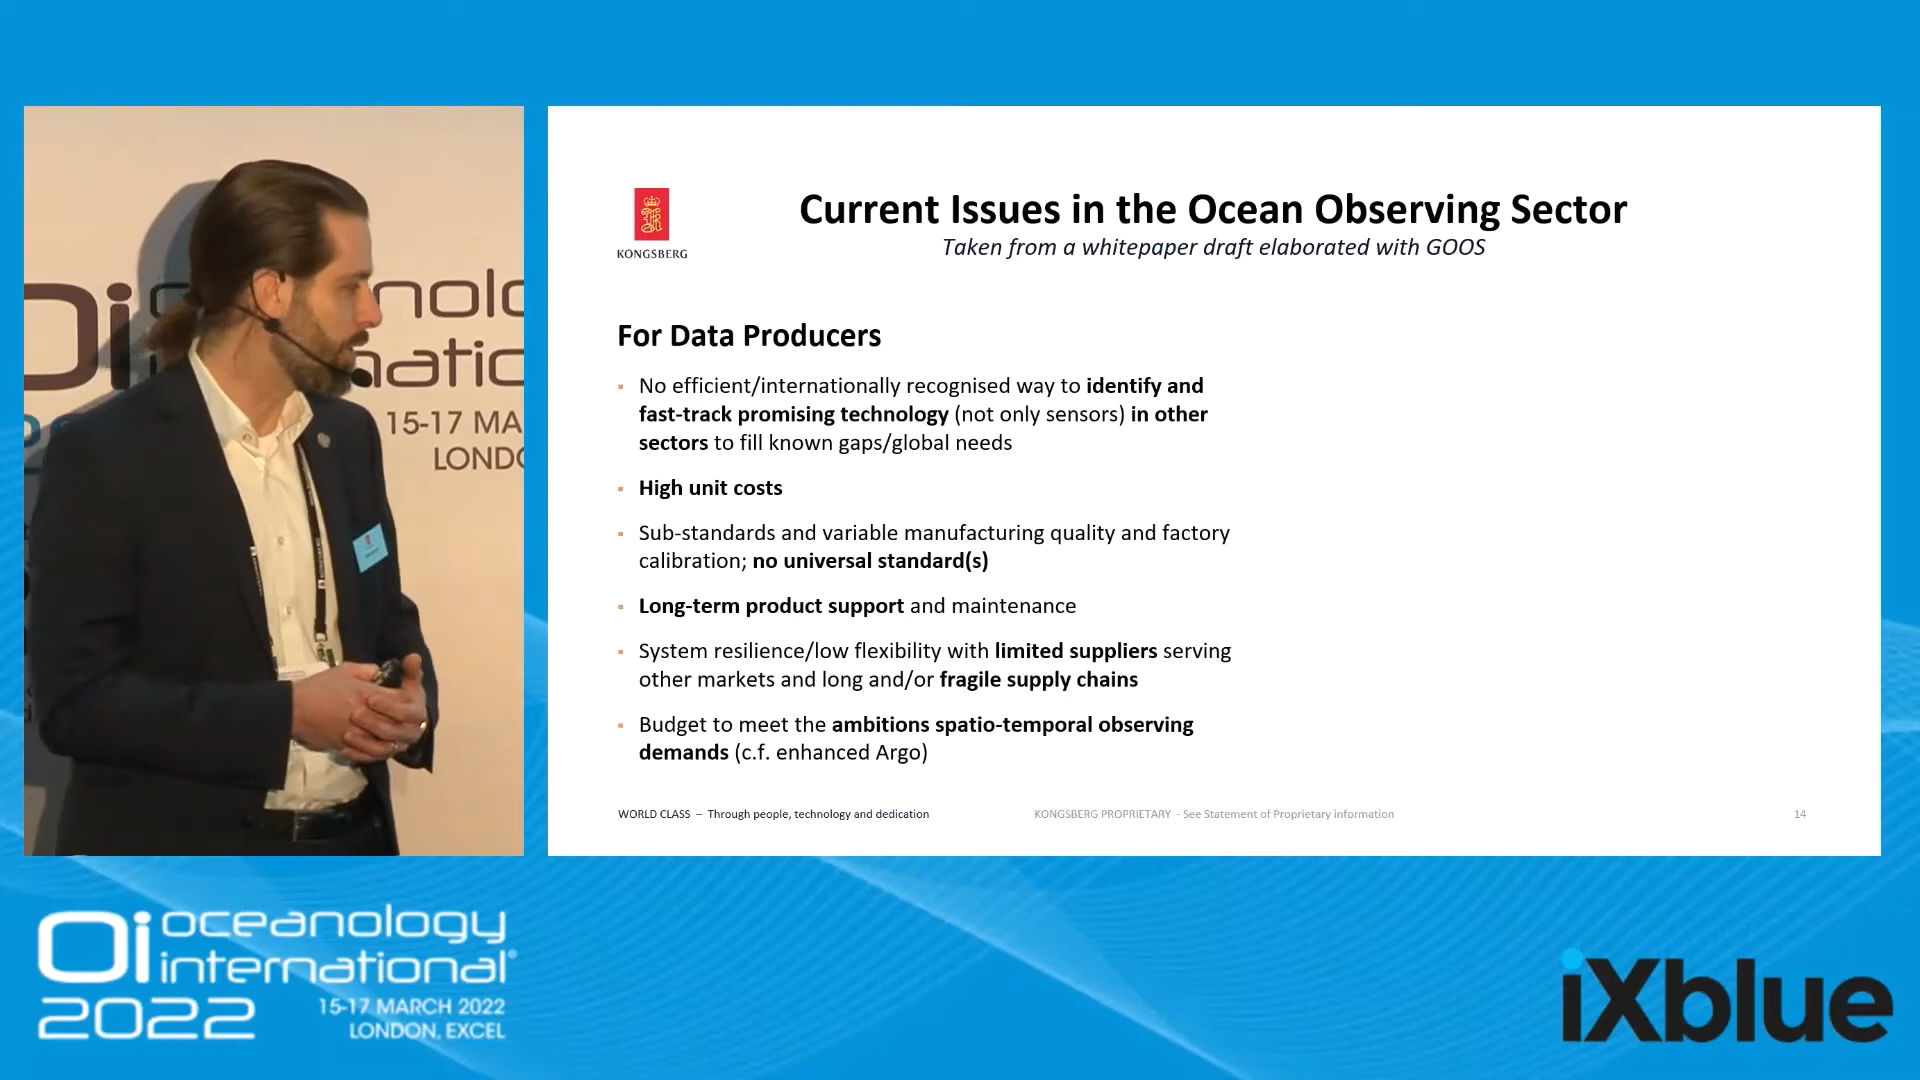 Current Issues in the Ocean Observing Sector
KONGSBERG
Taken from a whitepaper draft elaborated with GOOS
For Data Producers
▪ No efficient/internationally recognised way to identify and
fast-track promising technology (not only sensors) in other
sectors to fill known gaps/global needs
▪ High unit costs
▪ Sub-standards and variable manufacturing quality and factory
calibration; no universal standard(s)
▪ Long-term product support and maintenance
▪ System resilience/low flexibility with limited suppliers serving
other markets and long and/or fragile supply chains
▪ Budget to meet the ambitions spatio-temporal observing
demands (c.f. enhanced Argo)
WORLD CLASS – Through people, technology and dedication
KONGSBERG PROPRIETARY - See Statement of Proprietary information
14
Oi
nolo
natio
15-17 MA
LONDO
Oi oceanology
international®
2022
15-17 MARCH 2022
LONDON, EXCEL
iXblue